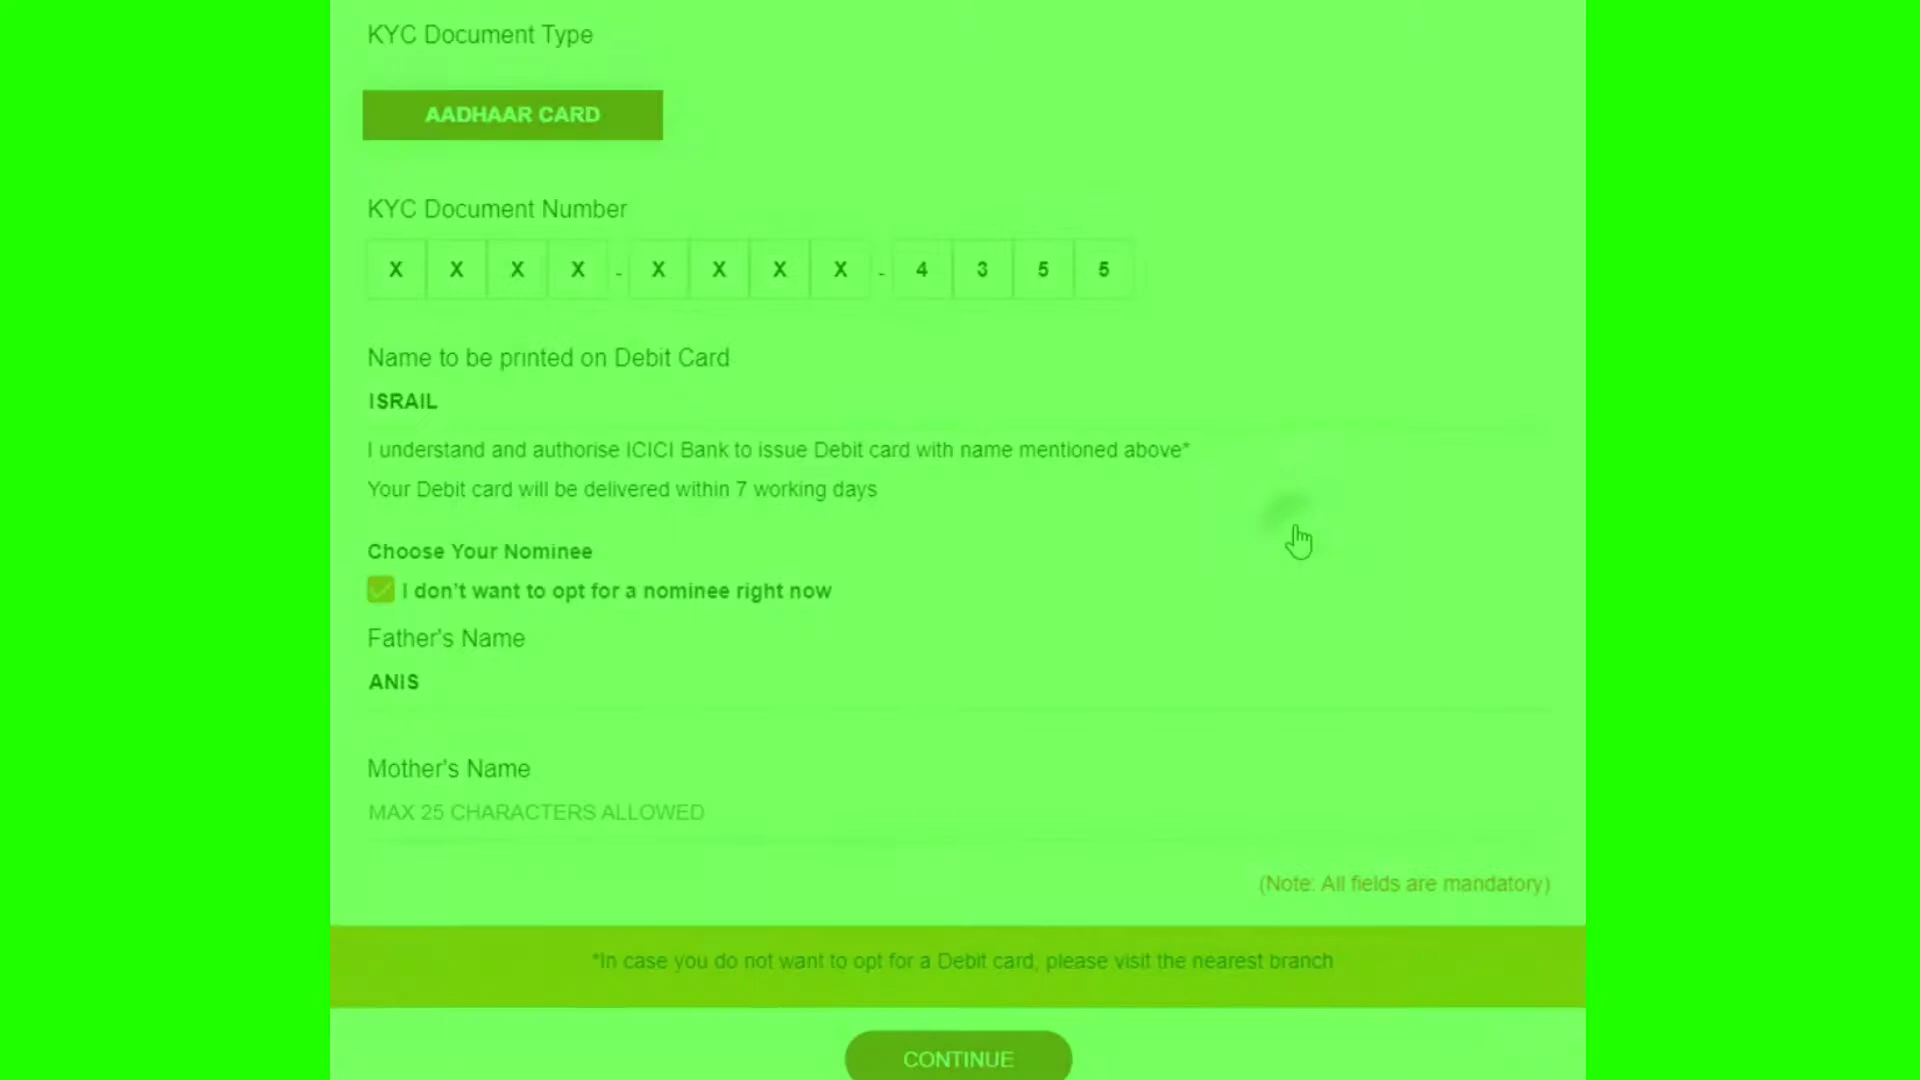 KYC Document Type
AADHAAR CARD
KYC Document Number
X X X X - X X X X - 4 3 5 5
Name to be printed on Debit Card
ISRAIL
I understand and authorise ICICI Bank to issue Debit card with name mentioned above*
Your Debit card will be delivered within 7 working days
Choose Your Nominee
I don't want to opt for a nominee right now
Father's Name
ANIS
Mother's Name
MAX 25 CHARACTERS ALLOWED
(Note: All fields are mandatory)
*In case you do not want to opt for a Debit card, please visit the nearest branch
CONTINUE